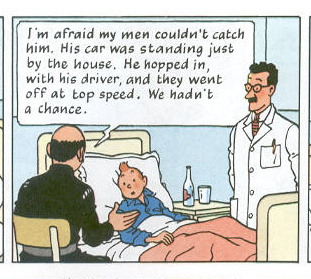 I'm afraid my men couldn't catch
him. His car was standing just
by the house. He hopped in,
with his driver, and they went
off at top speed. We hadn't
a chance.